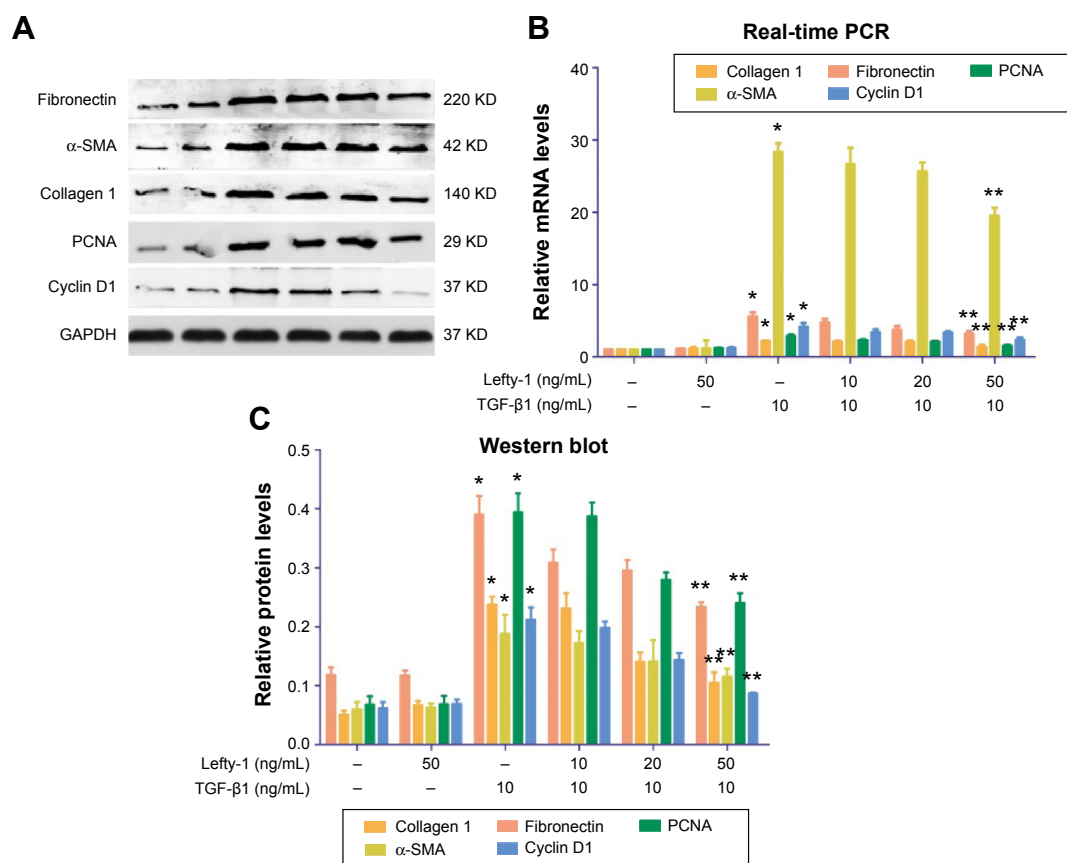 A
Fibronectin 220 KD
α-SMA 42 KD
Collagen 1 140 KD
PCNA 29 KD
Cyclin D1 37 KD
GAPDH 37 KD
B
Real-time PCR
Collagen 1 Fibronectin PCNA
α-SMA Cyclin D1
Relative mRNA levels
40
30
20
10
0
* * * * *
** ** ** ** **
Lefty-1 (ng/mL) – 50 – 10 20 50
TGF-β1 (ng/mL) – – 10 10 10 10
C
Western blot
Relative protein levels
0.5
0.4
0.3
0.2
0.1
0.0
* * * * *
** ** ** ** **
Lefty-1 (ng/mL) – 50 – 10 20 50
TGF-β1 (ng/mL) – – 10 10 10 10
Collagen 1 Fibronectin PCNA
α-SMA Cyclin D1